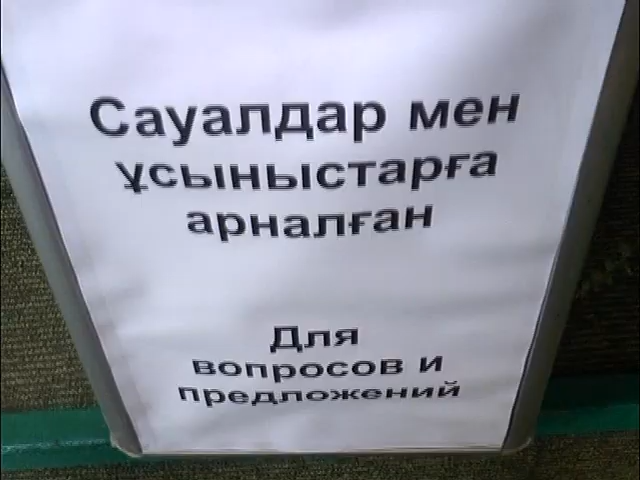 Сауалдар мен
ұсыныстарға
арналған
Для
вопросов и
предложений